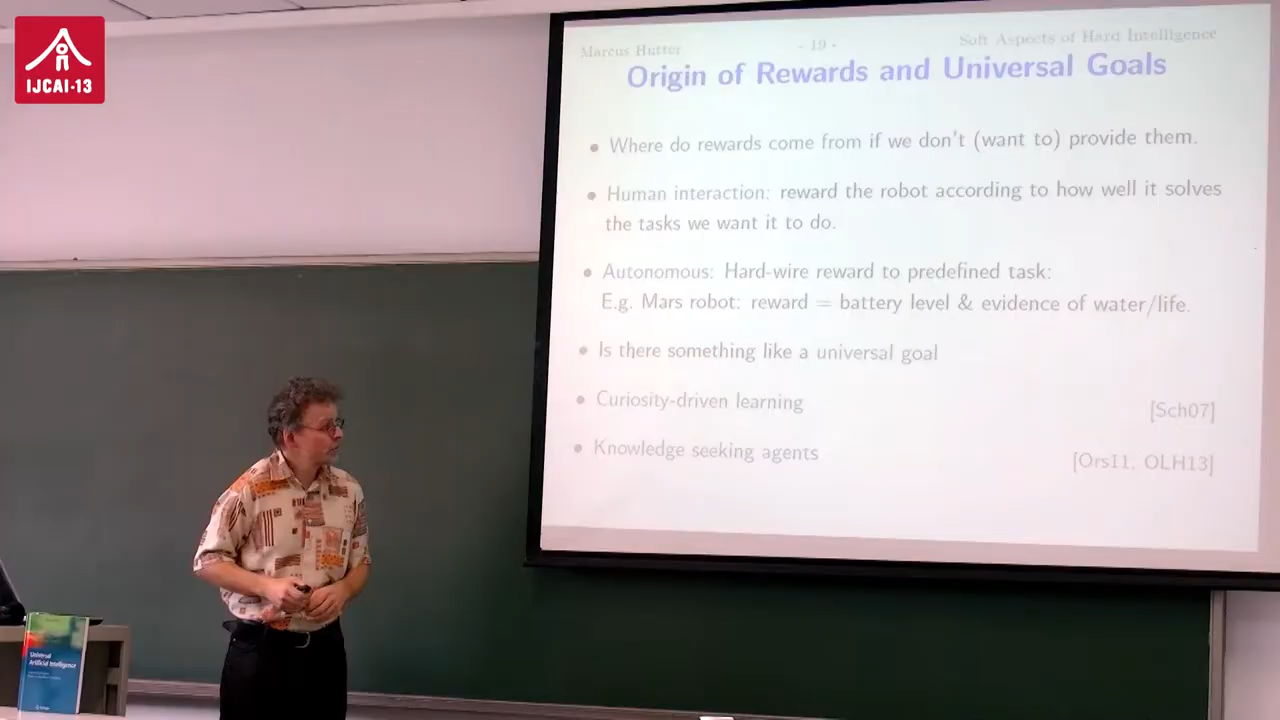 IJCAI-13
Marcus Hutter - 19 - Soft Aspects of Hard Intelligence
Origin of Rewards and Universal Goals
• Where do rewards come from if we don't (want to) provide them.
• Human interaction: reward the robot according to how well it solves
the tasks we want it to do.
• Autonomous: Hard-wire reward to predefined task:
E.g. Mars robot: reward = battery level & evidence of water/life.
• Is there something like a universal goal
• Curiosity-driven learning [Sch07]
• Knowledge seeking agents [Ors11, OLH13]
Universal
Artificial Intelligence